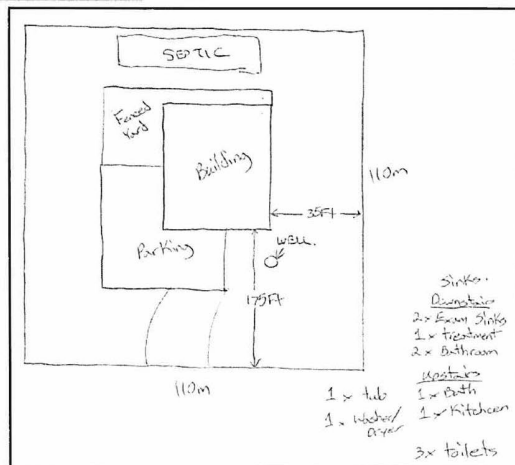 SEPTIC
Fenced
Yard
Building
110m
35FT
WELL.
Parking
175FT
110m
Sinks.
Downstairs
2x Exam Sinks
1x treatment
2x Bathroom
Upstairs
1x Bath
1x Kitchen
1x tub
1x Washer/
Dryer
3x toilets